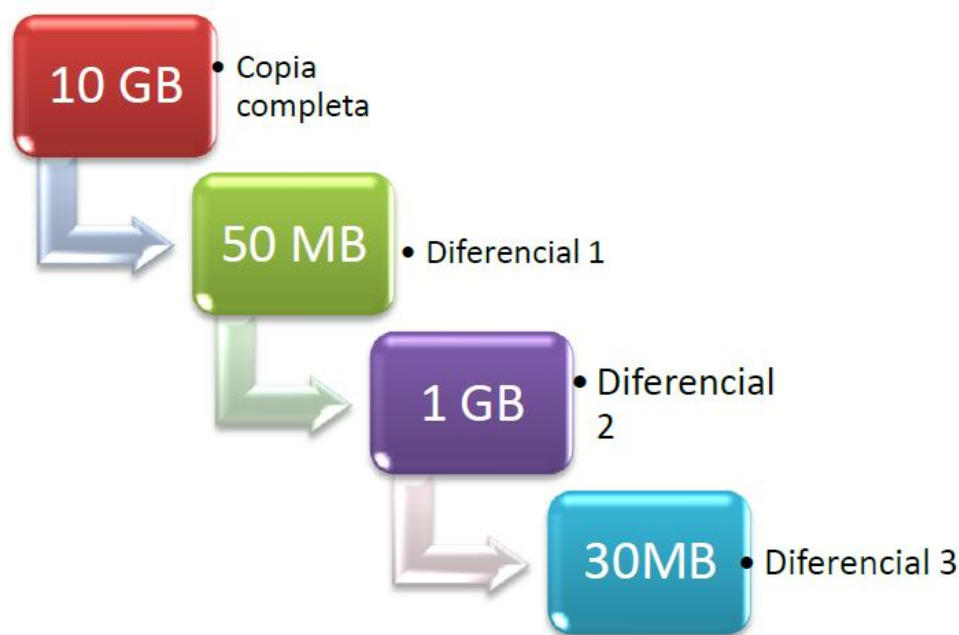 10 GB
• Copia
completa
50 MB
• Diferencial 1
1 GB
• Diferencial
2
30MB
• Diferencial 3